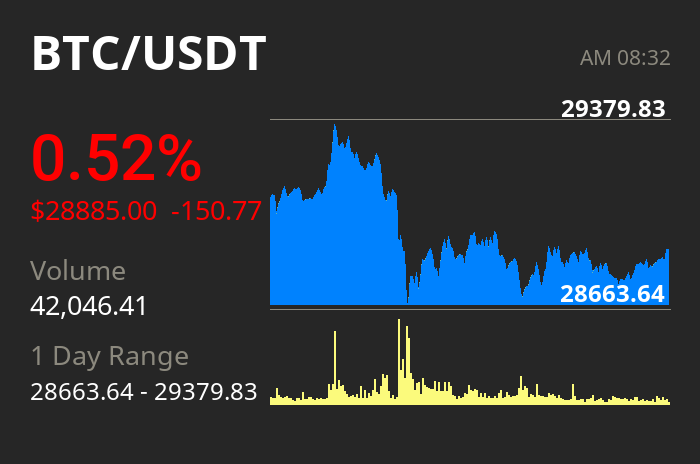 BTC/USDT
AM 08:32
29379.83
0.52%
$28885.00 -150.77
Volume
42,046.41
28663.64
1 Day Range
28663.64 - 29379.83